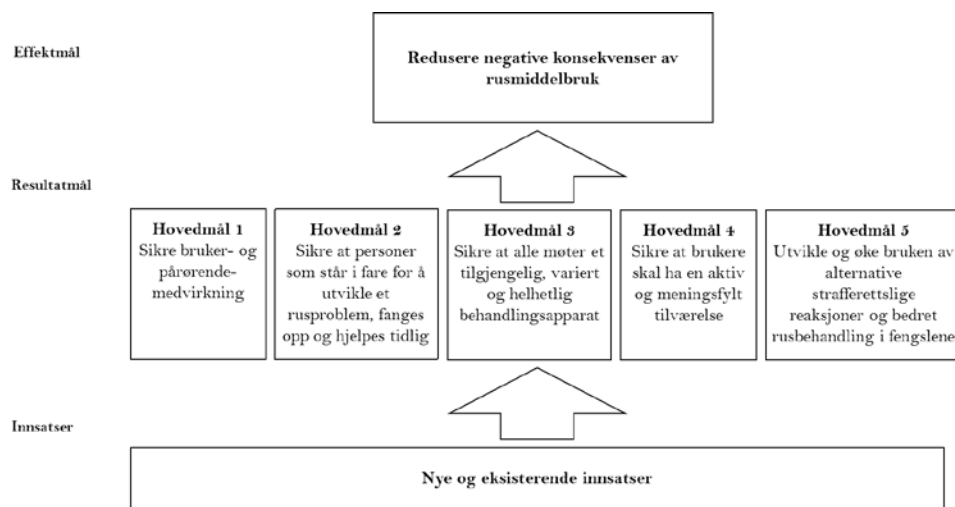 Effektmål
Redusere negative konsekvenser av
rusmiddelbruk
Resultatmål
Hovedmål 1
Sikre bruker- og
pårørende-
medvirkning
Hovedmål 2
Sikre at personer
som står i fare for å
utvikle et
rusproblem, fanges
opp og hjelpes tidlig
Hovedmål 3
Sikre at alle møter et
tilgjengelig, variert
og helhetlig
behandlingsapparat
Hovedmål 4
Sikre at brukere
skal ha en aktiv
og meningsfylt
tilværelse
Hovedmål 5
Utvikle og øke bruken av
alternative
strafferettslige
reaksjoner og bedret
rusbehandling i fengslene
Innsatser
Nye og eksisterende innsatser